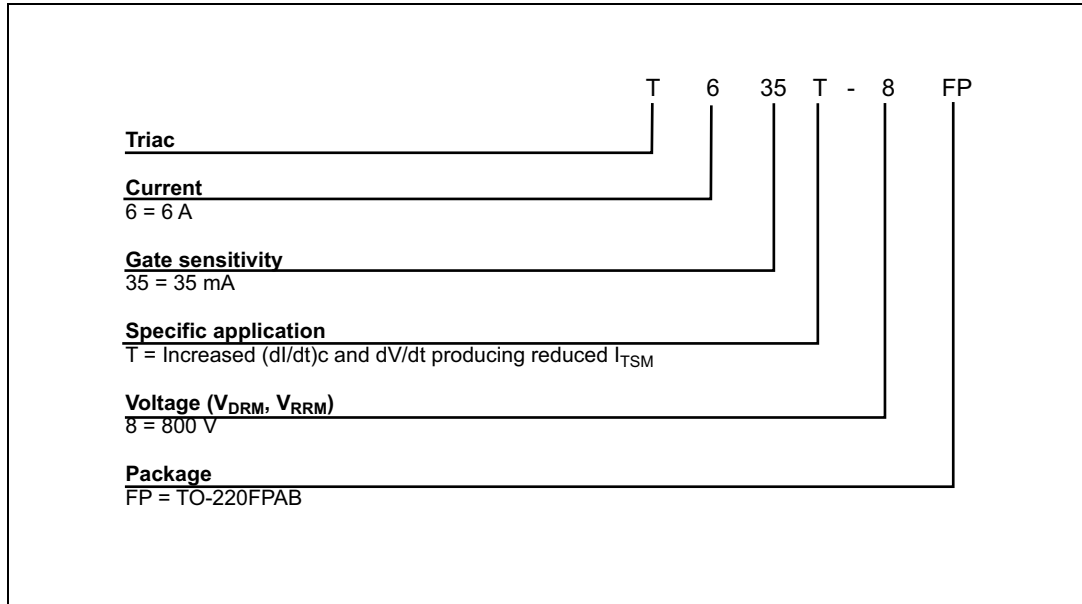 T 6 35 T - 8 FP
Triac
Current
6 = 6 A
Gate sensitivity
35 = 35 mA
Specific application
T = Increased (dI/dt)c and dV/dt producing reduced ITSM
Voltage (VDRM, VRRM)
8 = 800 V
Package
FP = TO-220FPAB